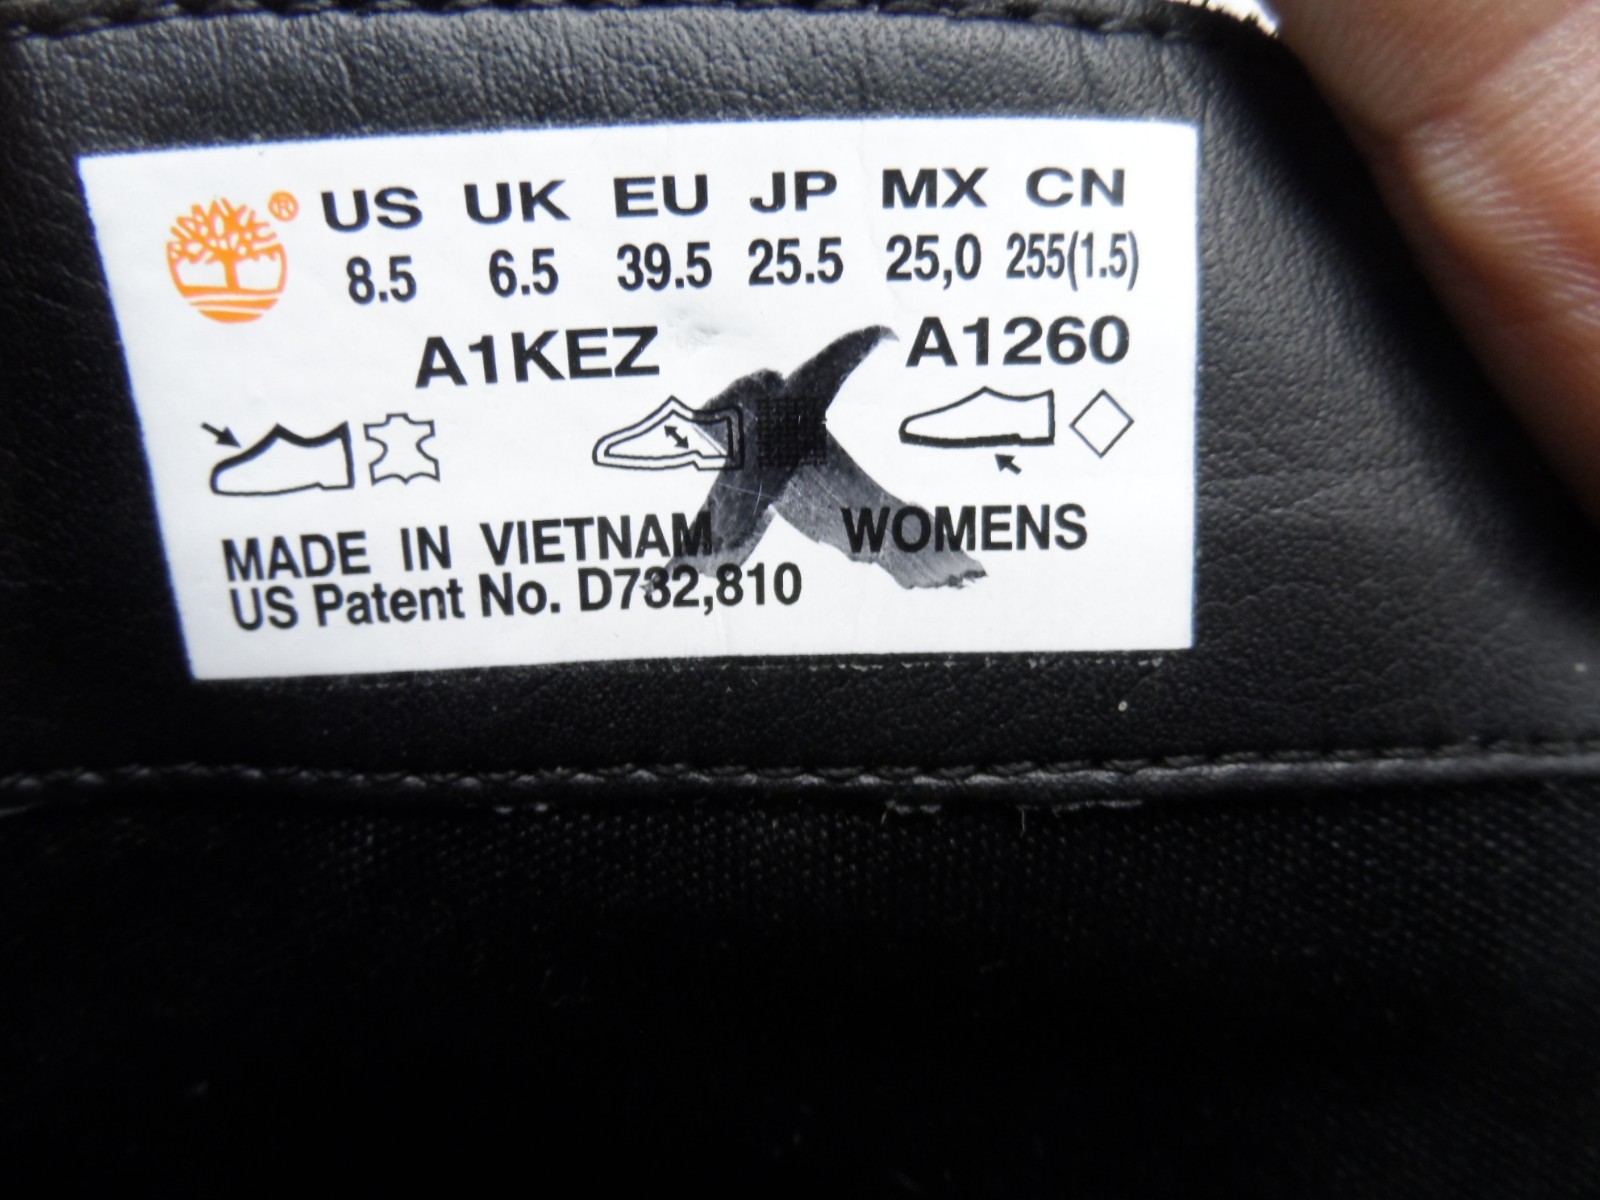 ® US UK EU JP MX CN
8.5 6.5 39.5 25.5 25,0 255(1.5)
A1KEZ A1260
MADE IN VIETNAM WOMENS
US Patent No. D732,810